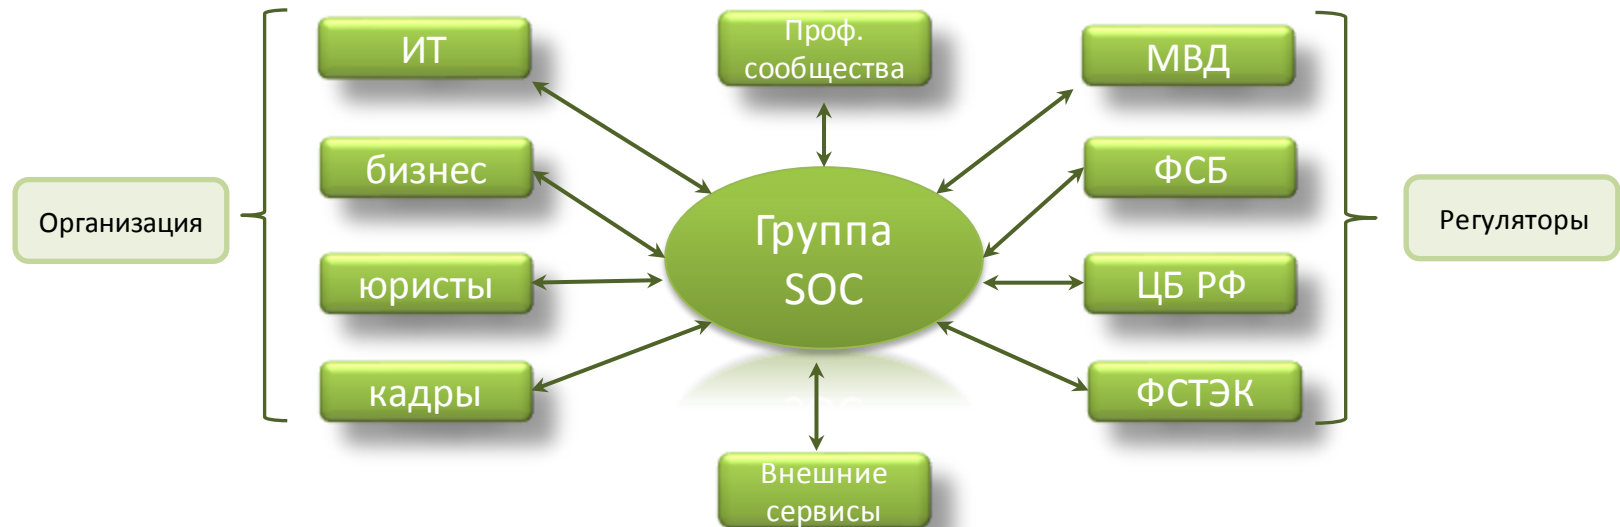 Организация
ИТ
бизнес
юристы
кадры
Проф.
сообщества
Группа
SOC
Внешние
сервисы
МВД
ФСБ
ЦБ РФ
ФСТЭК
Регуляторы